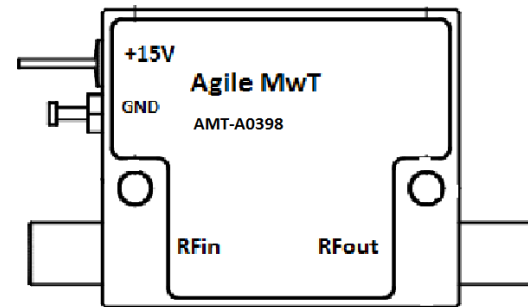 +15V
Agile MwT
GND
AMT-A0398
RFin
RFout